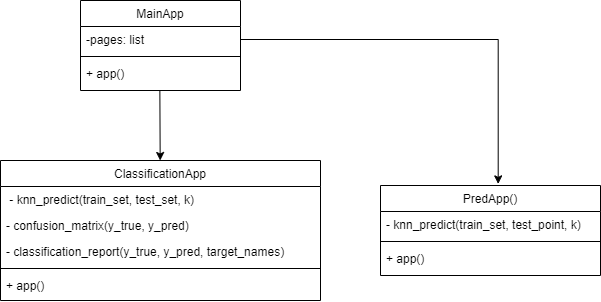 MainApp
-pages: list
+ app()
ClassificationApp
- knn_predict(train_set, test_set, k)
- confusion_matrix(y_true, y_pred)
- classification_report(y_true, y_pred, target_names)
+ app()
PredApp()
- knn_predict(train_set, test_point, k)
+ app()